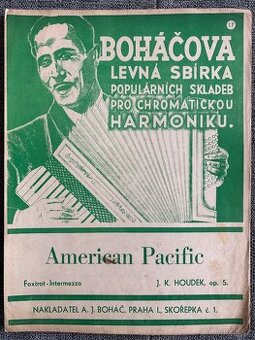 17
BOHÁČOVA
LEVNÁ SBÍRKA
POPULÁRNÍCH SKLADEB
PRO CHROMATICKOU
HARMONIKU.
American Pacific
Foxtrot-Intermezzo J. K. HOUDEK, op. 5.
NAKLADATEL A. J. BOHÁČ, PRAHA I., SKOŘEPKA č. 1.